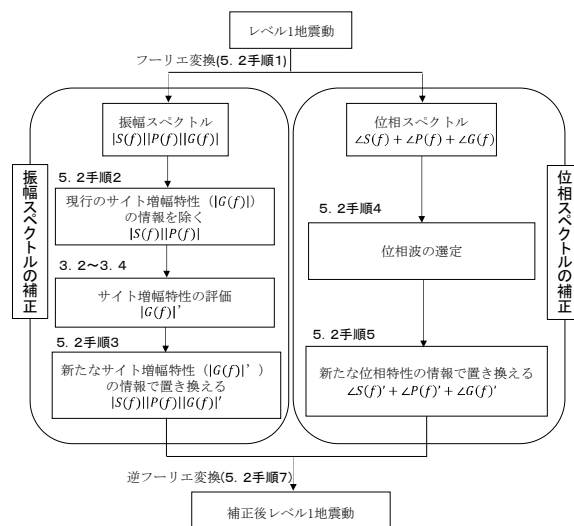 レベル1地震動
フーリエ変換(5. 2手順1)
振幅スペクトル
|S(f)||P(f)||G(f)|
位相スペクトル
∠S(f)+∠P(f)+∠G(f)
振幅スペクトルの補正
位相スペクトルの補正
5. 2手順2
現行のサイト増幅特性（|G(f)|）
の情報を除く
|S(f)||P(f)|
3. 2～3. 4
サイト増幅特性の評価
|G(f)|’
5. 2手順3
新たなサイト増幅特性（|G(f)|’）
の情報で置き換える
|S(f)||P(f)||G(f)|′
5. 2手順4
位相波の選定
5. 2手順5
新たな位相特性の情報で置き換える
∠S(f)′+∠P(f)′+∠G(f)′
逆フーリエ変換(5. 2手順7)
補正後レベル1地震動